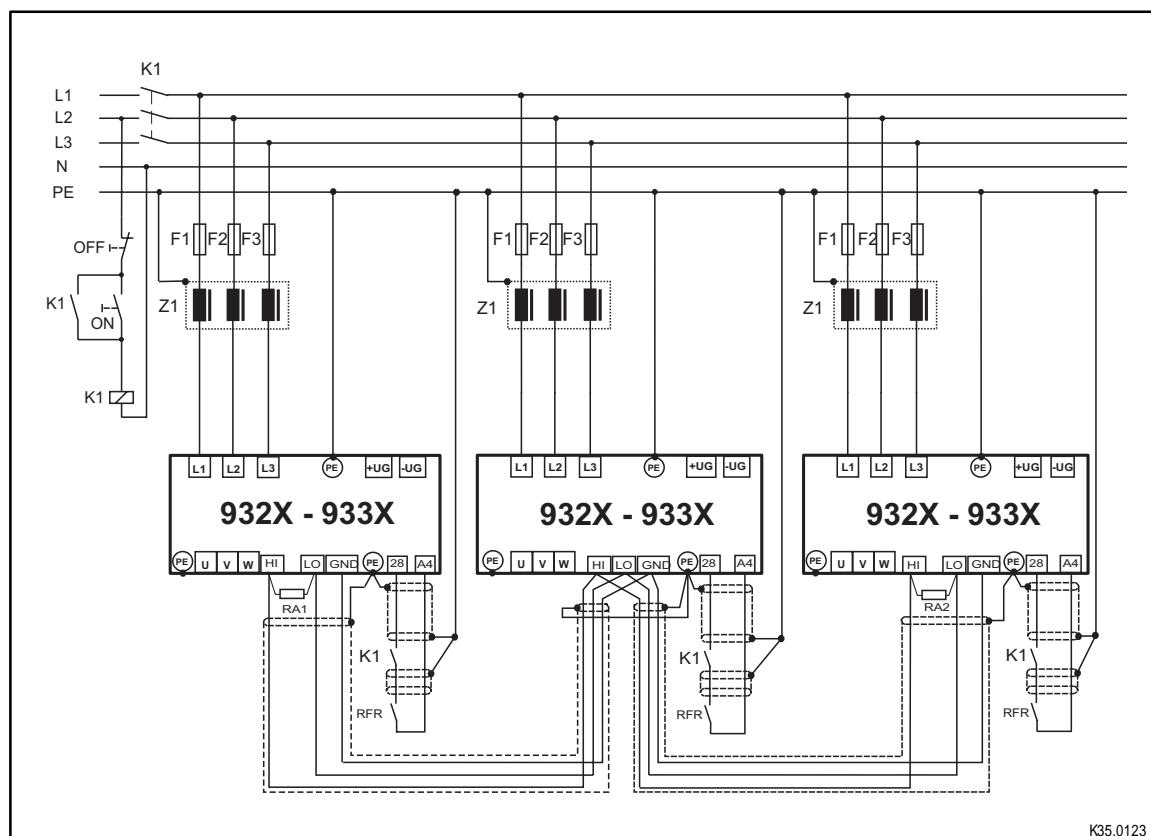 K1
L1
L2
L3
N
PE
OFF
K1
ON
K1
F1 F2 F3
F1 F2 F3
F1 F2 F3
Z1
Z1
Z1
L1 L2 L3 PE +UG -UG
L1 L2 L3 PE +UG -UG
L1 L2 L3 PE +UG -UG
932X - 933X
932X - 933X
932X - 933X
PE U V W HI LO GND PE 28 A4
PE U V W HI LO GND PE 28 A4
PE U V W HI LO GND PE 28 A4
RA1
RA2
K1
K1
K1
RFR
RFR
RFR
K35.0123